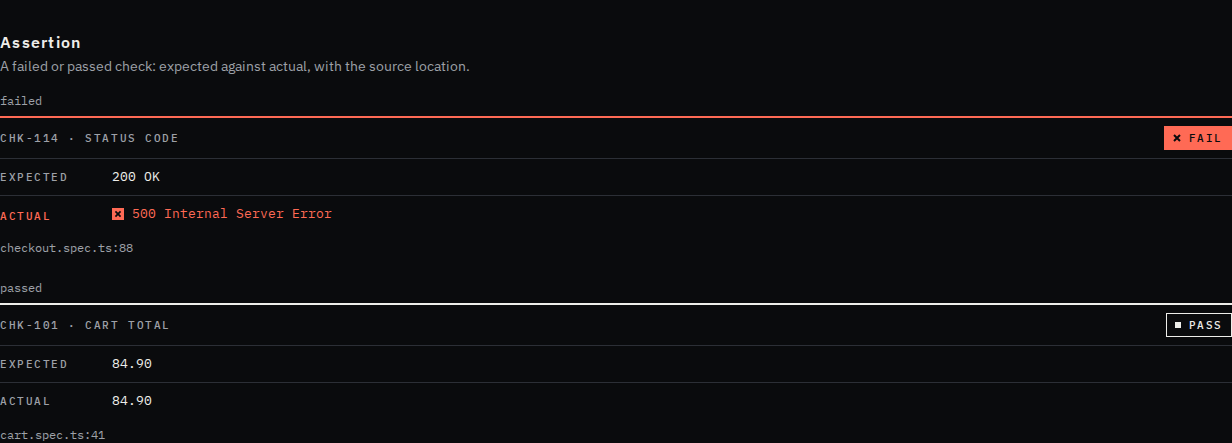 Assertion
A failed or passed check: expected against actual, with the source location.
failed
CHK-114 · STATUS CODE FAIL
EXPECTED 200 OK
ACTUAL 500 Internal Server Error
checkout.spec.ts:88
passed
CHK-101 · CART TOTAL PASS
EXPECTED 84.90
ACTUAL 84.90
cart.spec.ts:41